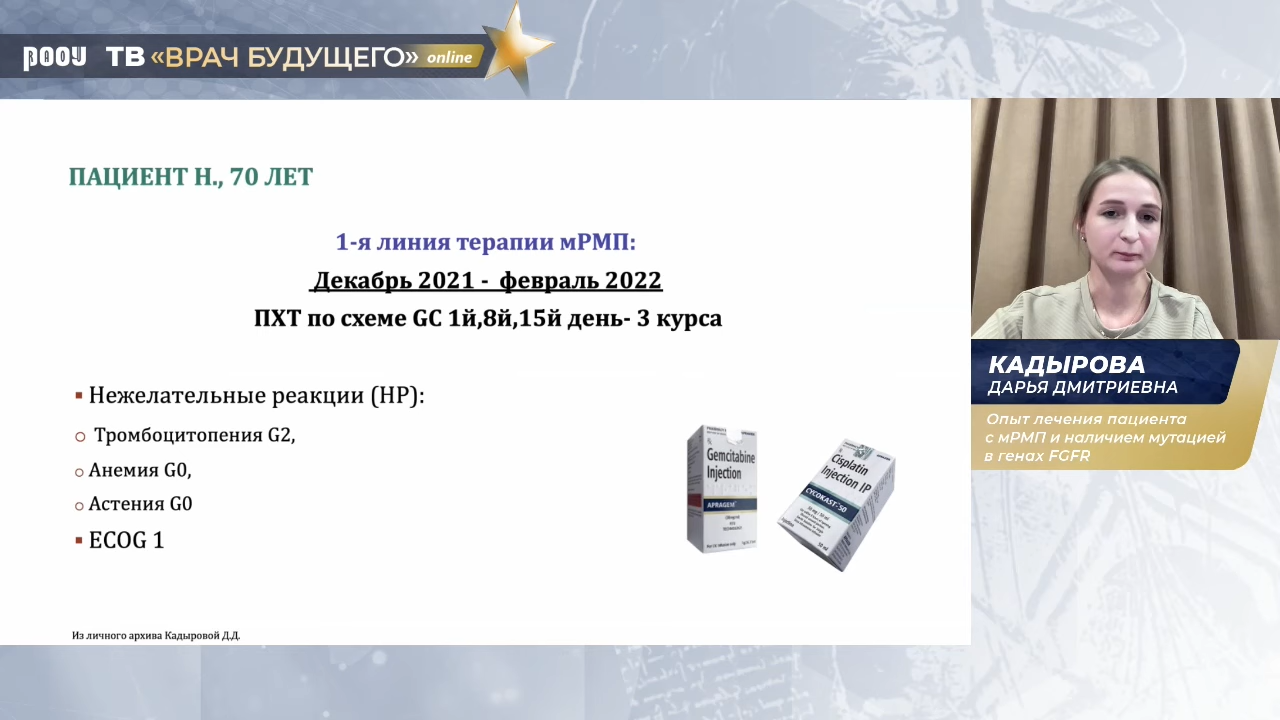 РООУ ТВ «ВРАЧ БУДУЩЕГО» online
ПАЦИЕНТ Н., 70 ЛЕТ
1-я линия терапии мРМП:
Декабрь 2021 - февраль 2022
ПХТ по схеме GC 1й,8й,15й день- 3 курса
▪ Нежелательные реакции (НР):
o Тромбоцитопения G2,
o Анемия G0,
o Астения G0
▪ ECOG 1
Gemcitabine
Injection
APRAGEM
Cisplatin
Injection IP
CYCOKAST 50
Из личного архива Кадыровой Д.Д.
КАДЫРОВА
ДАРЬЯ ДМИТРИЕВНА
Опыт лечения пациента
с мРМП и наличием мутацией
в генах FGFR